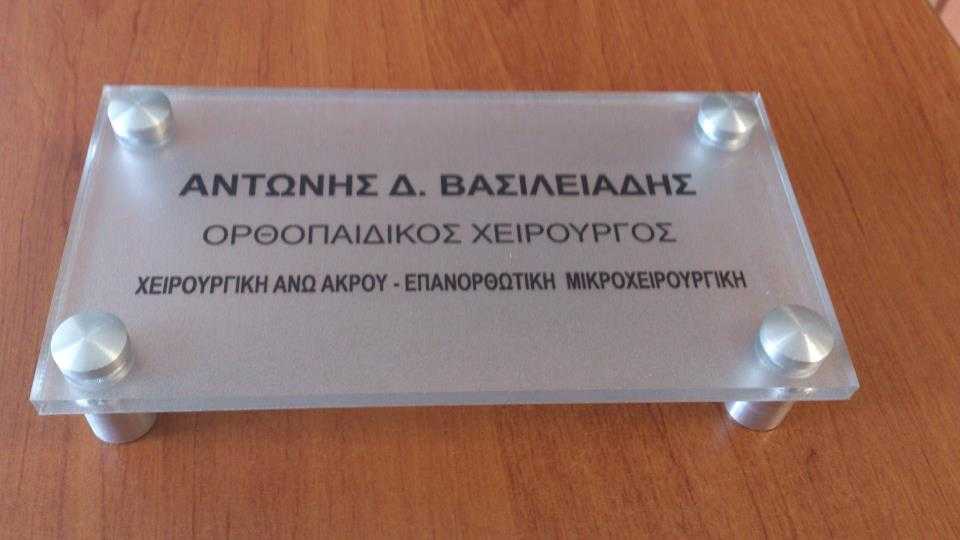 ΑΝΤΩΝΗΣ Δ. ΒΑΣΙΛΕΙΑΔΗΣ
ΟΡΘΟΠΑΙΔΙΚΟΣ ΧΕΙΡΟΥΡΓΟΣ
ΧΕΙΡΟΥΡΓΙΚΗ ΑΝΩ ΑΚΡΟΥ - ΕΠΑΝΟΡΘΩΤΙΚΗ ΜΙΚΡΟΧΕΙΡΟΥΡΓΙΚΗ